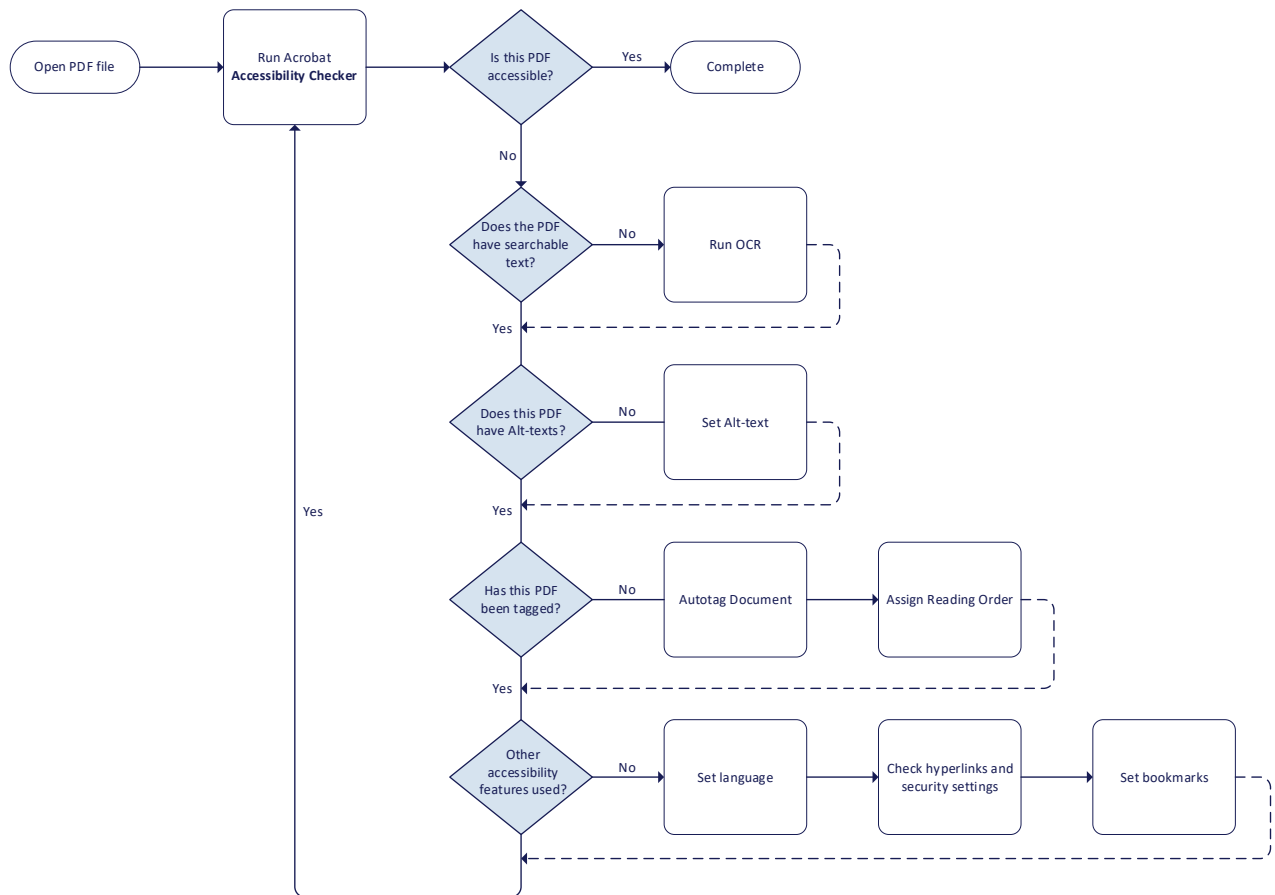 Open PDF file
Run Acrobat
Accessibility Checker
Is this PDF
accessible?
Yes
Complete
No
Does the PDF
have searchable
text?
No
Run OCR
Yes
Does this PDF
have Alt-texts?
No
Set Alt-text
Yes
Yes
Has this PDF
been tagged?
No
Autotag Document
Assign Reading Order
Yes
Other
accessibility
features used?
No
Set language
Check hyperlinks and
security settings
Set bookmarks